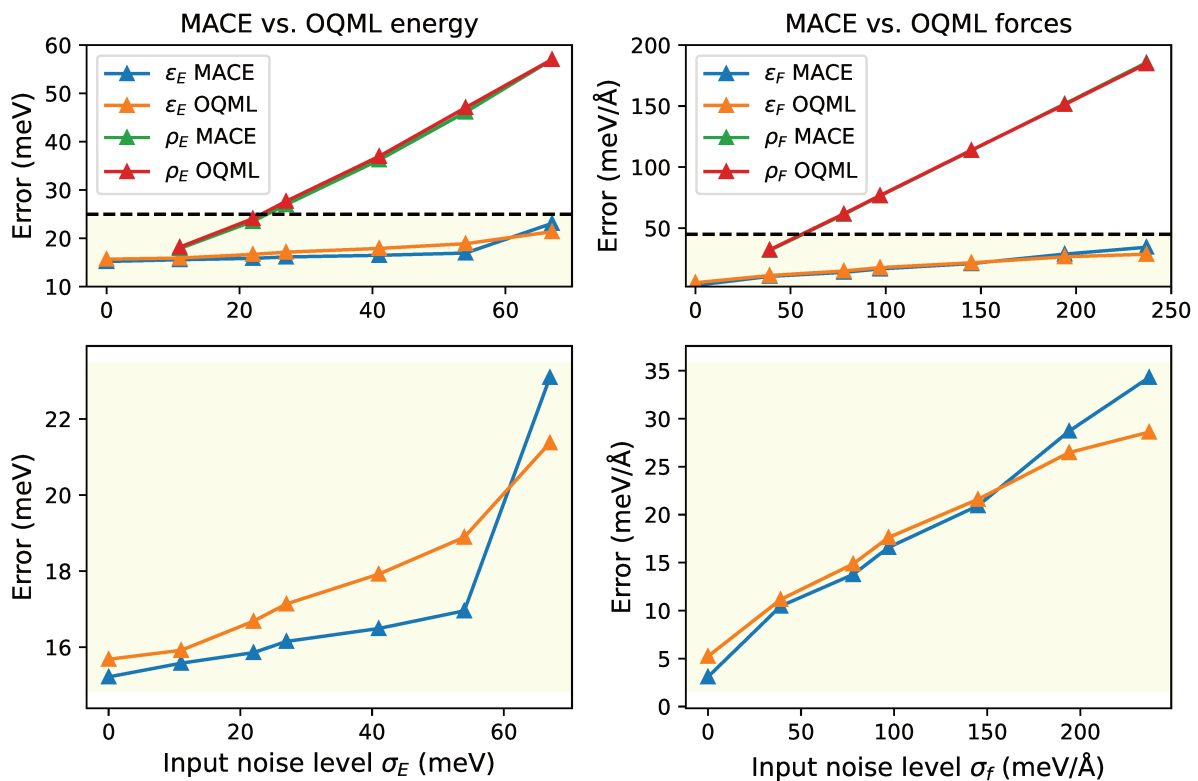 MACE vs. OQML energy
60
50
40
30
20
10
Error (meV)
ε_E MACE
ε_E OQML
ρ_E MACE
ρ_E OQML
0
20
40
60
MACE vs. OQML forces
200
150
100
50
Error (meV/Å)
ε_F MACE
ε_F OQML
ρ_F MACE
ρ_F OQML
0
50
100
150
200
250
22
20
18
16
Error (meV)
0
20
40
60
Input noise level σ_E (meV)
35
30
25
20
15
10
5
0
Error (meV/Å)
0
50
100
150
200
Input noise level σ_f (meV/Å)